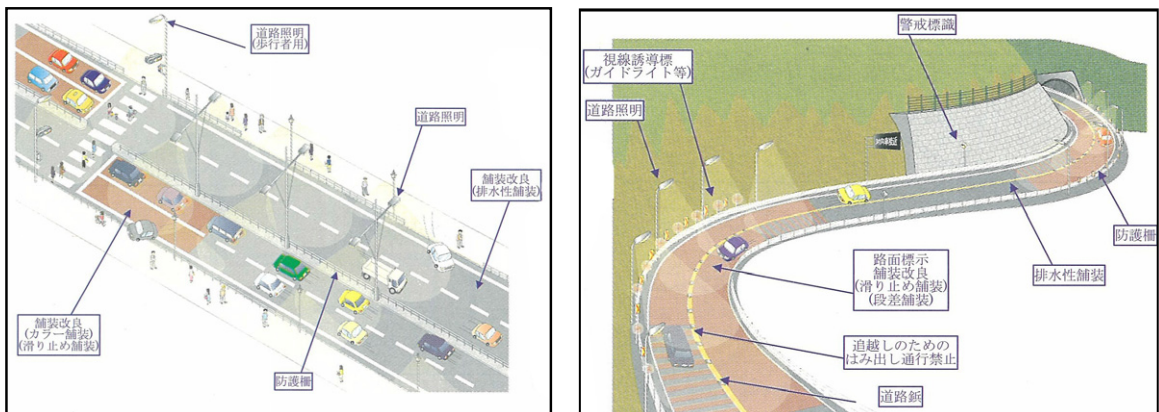 道路照明
(歩行者用)
道路照明
舗装改良
(排水性舗装)
舗装改良
(カラー舗装)
(滑り止め舗装)
防護柵
警戒標識
視線誘導標
(ガイドライト等)
道路照明
防護柵
排水性舗装
路面標示
舗装改良
(滑り止め舗装)
(段差舗装)
追越しのための
はみ出し通行禁止
道路鋲